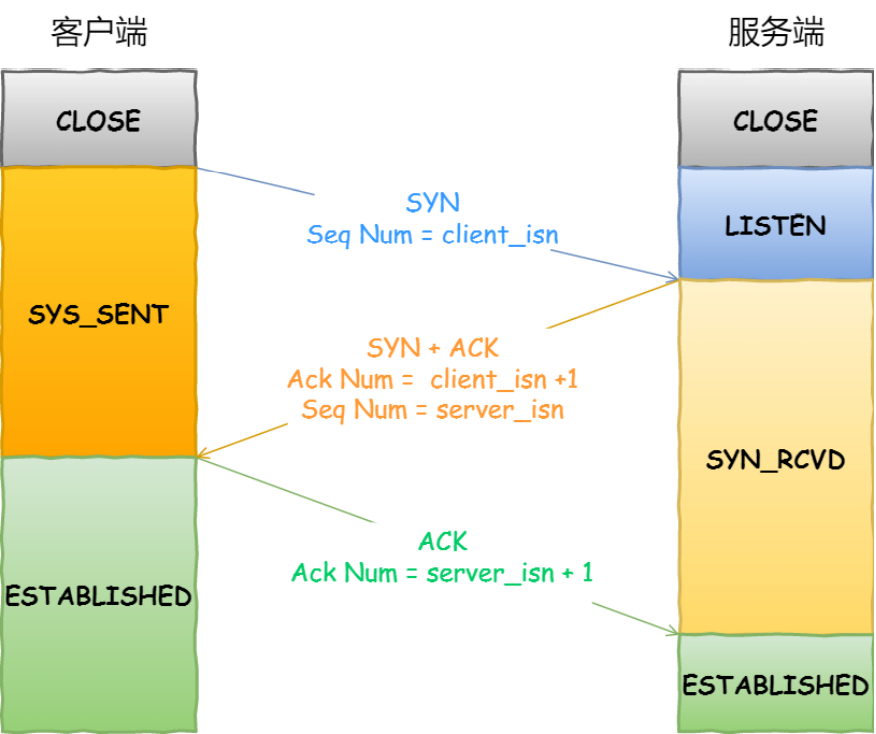 客户端
服务端
CLOSE
CLOSE
SYN
Seq Num = client_isn
LISTEN
SYS_SENT
SYN + ACK
Ack Num =  client_isn +1
Seq Num = server_isn
SYN_RCVD
ACK
Ack Num = server_isn + 1
ESTABLISHED
ESTABLISHED